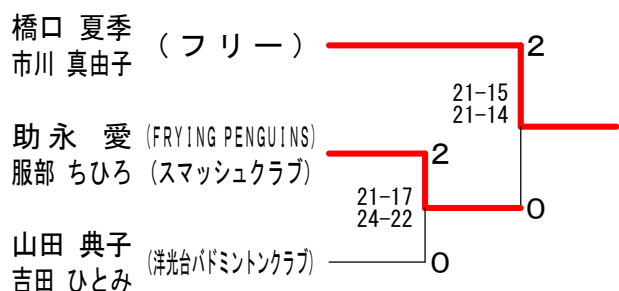 橋口 夏季
市川 真由子
(フリー)
2
21-15
21-14
助永 愛 (FRYING PENGUINS)
服部 ちひろ (スマッシュクラブ)
2
21-17
24-22
0
山田 典子
吉田 ひとみ
(洋光台バドミントンクラブ)
0